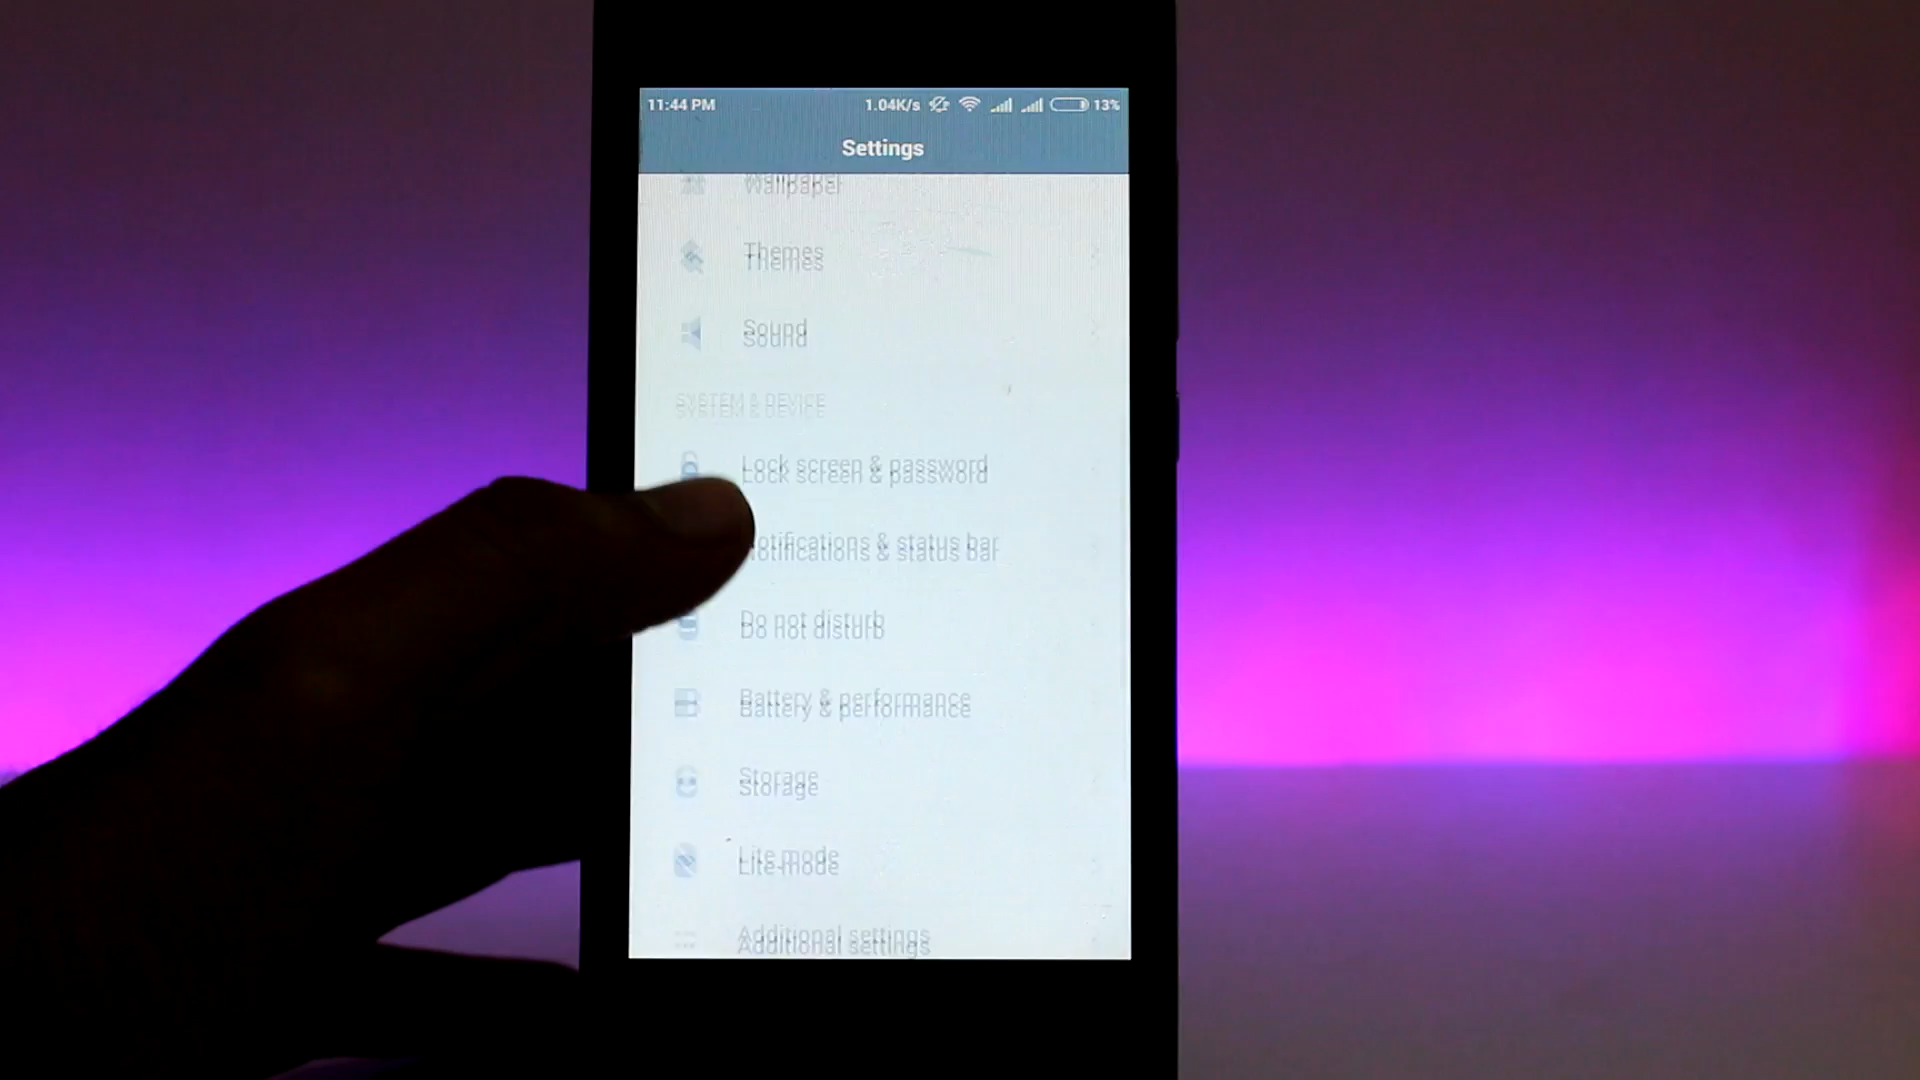 11:44 PM 1.04K/s 13%
Settings
Wallpaper
Themes
Sound
SYSTEM & DEVICE
Lock screen & password
otifications & status bar
Do not disturb
Battery & performance
Storage
Lite mode
Additional settings